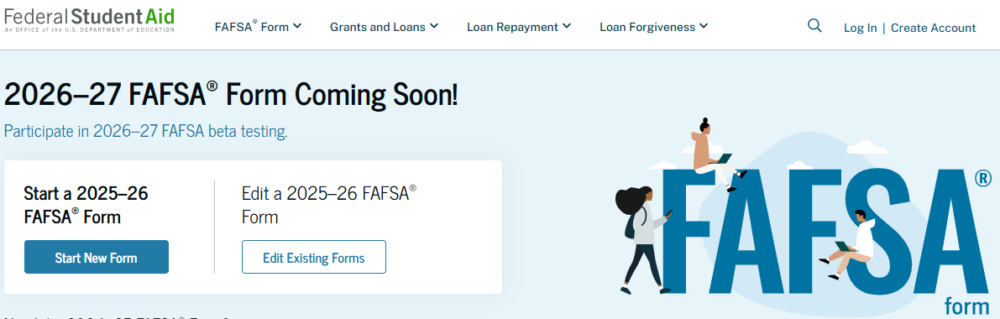 Federal Student Aid
An OFFICE of the U.S. DEPARTMENT of EDUCATION
FAFSA® Form
Grants and Loans
Loan Repayment
Loan Forgiveness
Log In | Create Account
2026–27 FAFSA® Form Coming Soon!
Participate in 2026–27 FAFSA beta testing.
Start a 2025–26
FAFSA® Form
Start New Form
Edit a 2025–26 FAFSA®
Form
Edit Existing Forms
FAFSA®
form